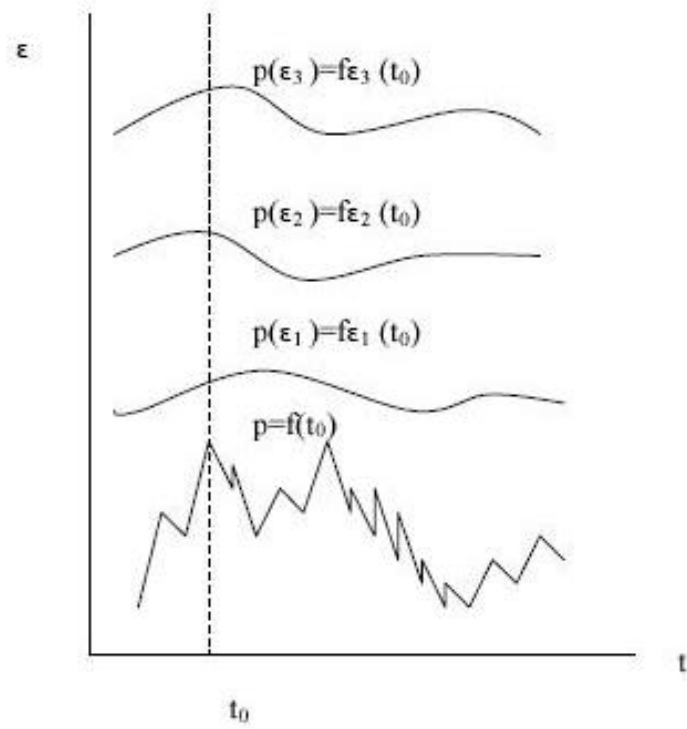 ε
p(ε₃)=fε₃ (t₀)
p(ε₂)=fε₂ (t₀)
p(ε₁)=fε₁ (t₀)
p=f(t₀)
t
t₀